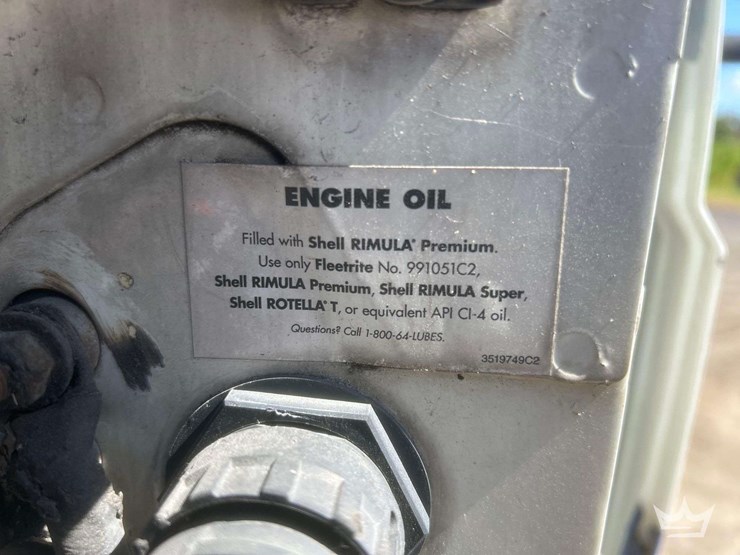 ENGINE OIL
Filled with Shell RIMULA® Premium.
Use only Fleetrite No. 991051C2,
Shell RIMULA Premium, Shell RIMULA Super,
Shell ROTELLA® T, or equivalent API CI-4 oil.
Questions? Call 1-800-64-LUBES.
3519749C2